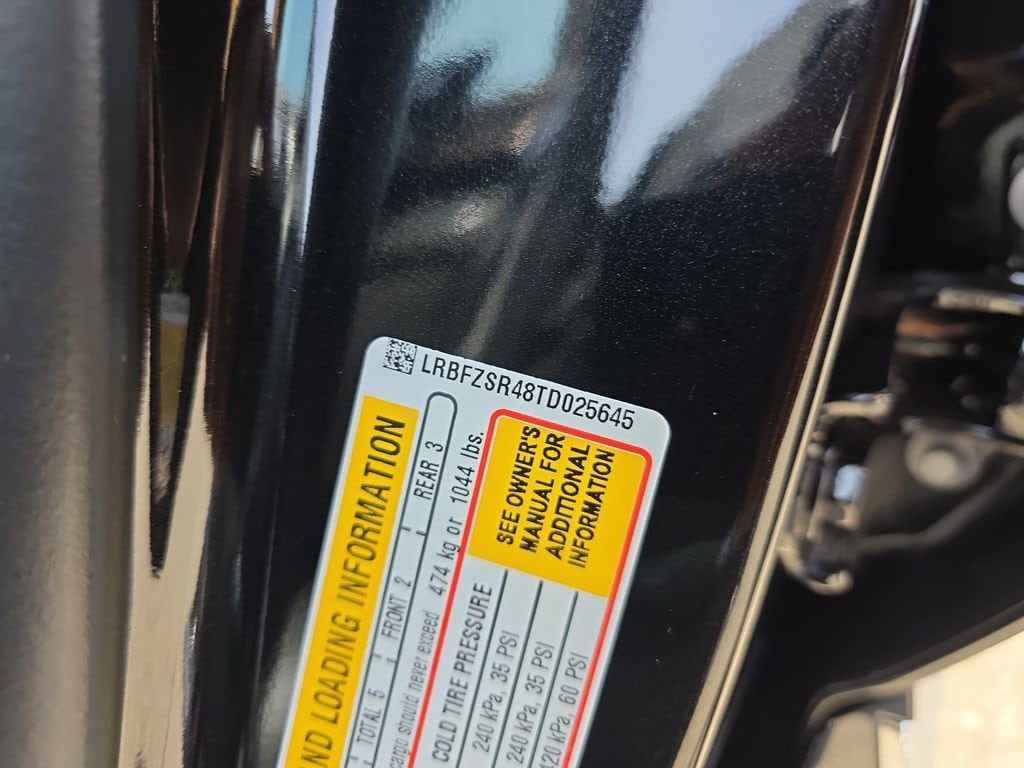 LRBFZSR48TD025645
AND LOADING INFORMATION
TOTAL 5 FRONT 2 REAR 3
cargo should never exceed 474 kg or 1044 lbs.
COLD TIRE PRESSURE
240 kPa, 35 PSI
240 kPa, 35 PSI
420 kPa, 60 PSI
SEE OWNER'S
MANUAL FOR
ADDITIONAL
INFORMATION